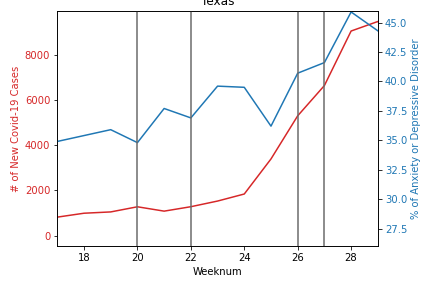 Texas
# of New Covid-19 Cases
8000
6000
4000
2000
0
45.0
42.5
40.0
37.5
35.0
32.5
30.0
27.5
% of Anxiety or Depressive Disorder
18 20 22 24 26 28
Weeknum